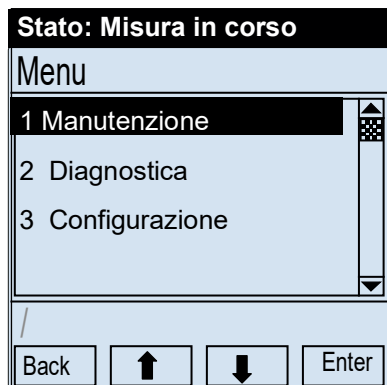 Stato: Misura in corso
Menu
1 Manutenzione
2 Diagnostica
3 Configurazione
/
Back Enter